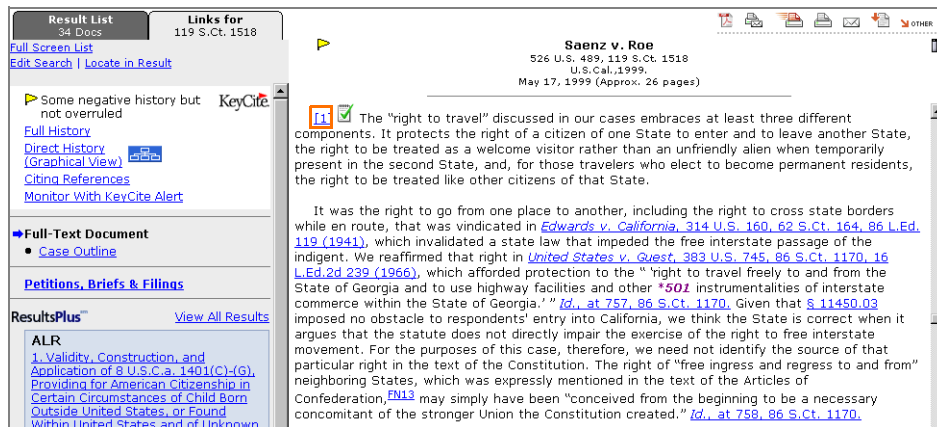 Result List
34 Docs
Links for
119 S.Ct. 1518
Full Screen List
Edit Search | Locate in Result
Some negative history but
not overruled
KeyCite.
Full History
Direct History
(Graphical View)
Citing References
Monitor With KeyCite Alert
Full-Text Document
• Case Outline
Petitions, Briefs & Filings
ResultsPlus™
View All Results
ALR
1. Validity, Construction, and
Application of 8 U.S.C.a. 1401(C)-(G),
Providing for American Citizenship in
Certain Circumstances of Child Born
Outside United States, or Found
Within United States and of Unknown
OTHER
Saenz v. Roe
526 U.S. 489, 119 S.Ct. 1518
U.S.Cal.,1999.
May 17, 1999 (Approx. 26 pages)
[1] The "right to travel" discussed in our cases embraces at least three different
components. It protects the right of a citizen of one State to enter and to leave another State,
the right to be treated as a welcome visitor rather than an unfriendly alien when temporarily
present in the second State, and, for those travelers who elect to become permanent residents,
the right to be treated like other citizens of that State.
It was the right to go from one place to another, including the right to cross state borders
while en route, that was vindicated in Edwards v. California, 314 U.S. 160, 62 S.Ct. 164, 86 L.Ed.
119 (1941), which invalidated a state law that impeded the free interstate passage of the
indigent. We reaffirmed that right in United States v. Guest, 383 U.S. 745, 86 S.Ct. 1170, 16
L.Ed.2d 239 (1966), which afforded protection to the " 'right to travel freely to and from the
State of Georgia and to use highway facilities and other *501 instrumentalities of interstate
commerce within the State of Georgia.' " Id., at 757, 86 S.Ct. 1170. Given that § 11450.03
imposed no obstacle to respondents' entry into California, we think the State is correct when it
argues that the statute does not directly impair the exercise of the right to free interstate
movement. For the purposes of this case, therefore, we need not identify the source of that
particular right in the text of the Constitution. The right of "free ingress and regress to and from"
neighboring States, which was expressly mentioned in the text of the Articles of
Confederation,FN13 may simply have been "conceived from the beginning to be a necessary
concomitant of the stronger Union the Constitution created." Id., at 758, 86 S.Ct. 1170.